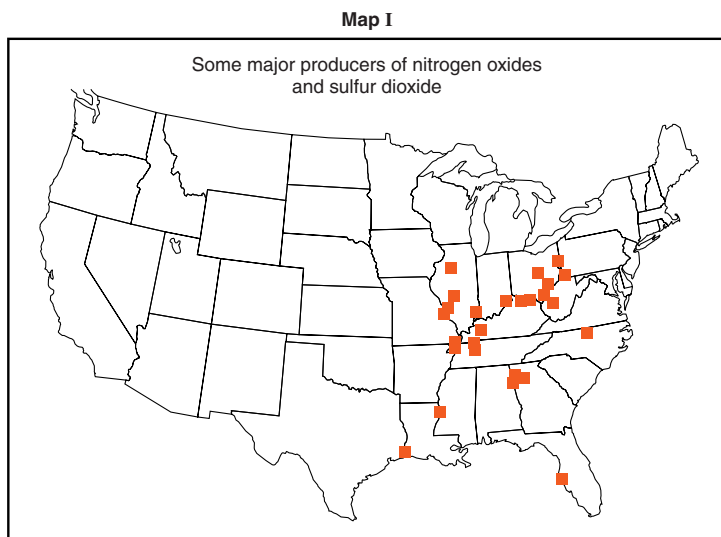 Map I
Some major producers of nitrogen oxides
and sulfur dioxide